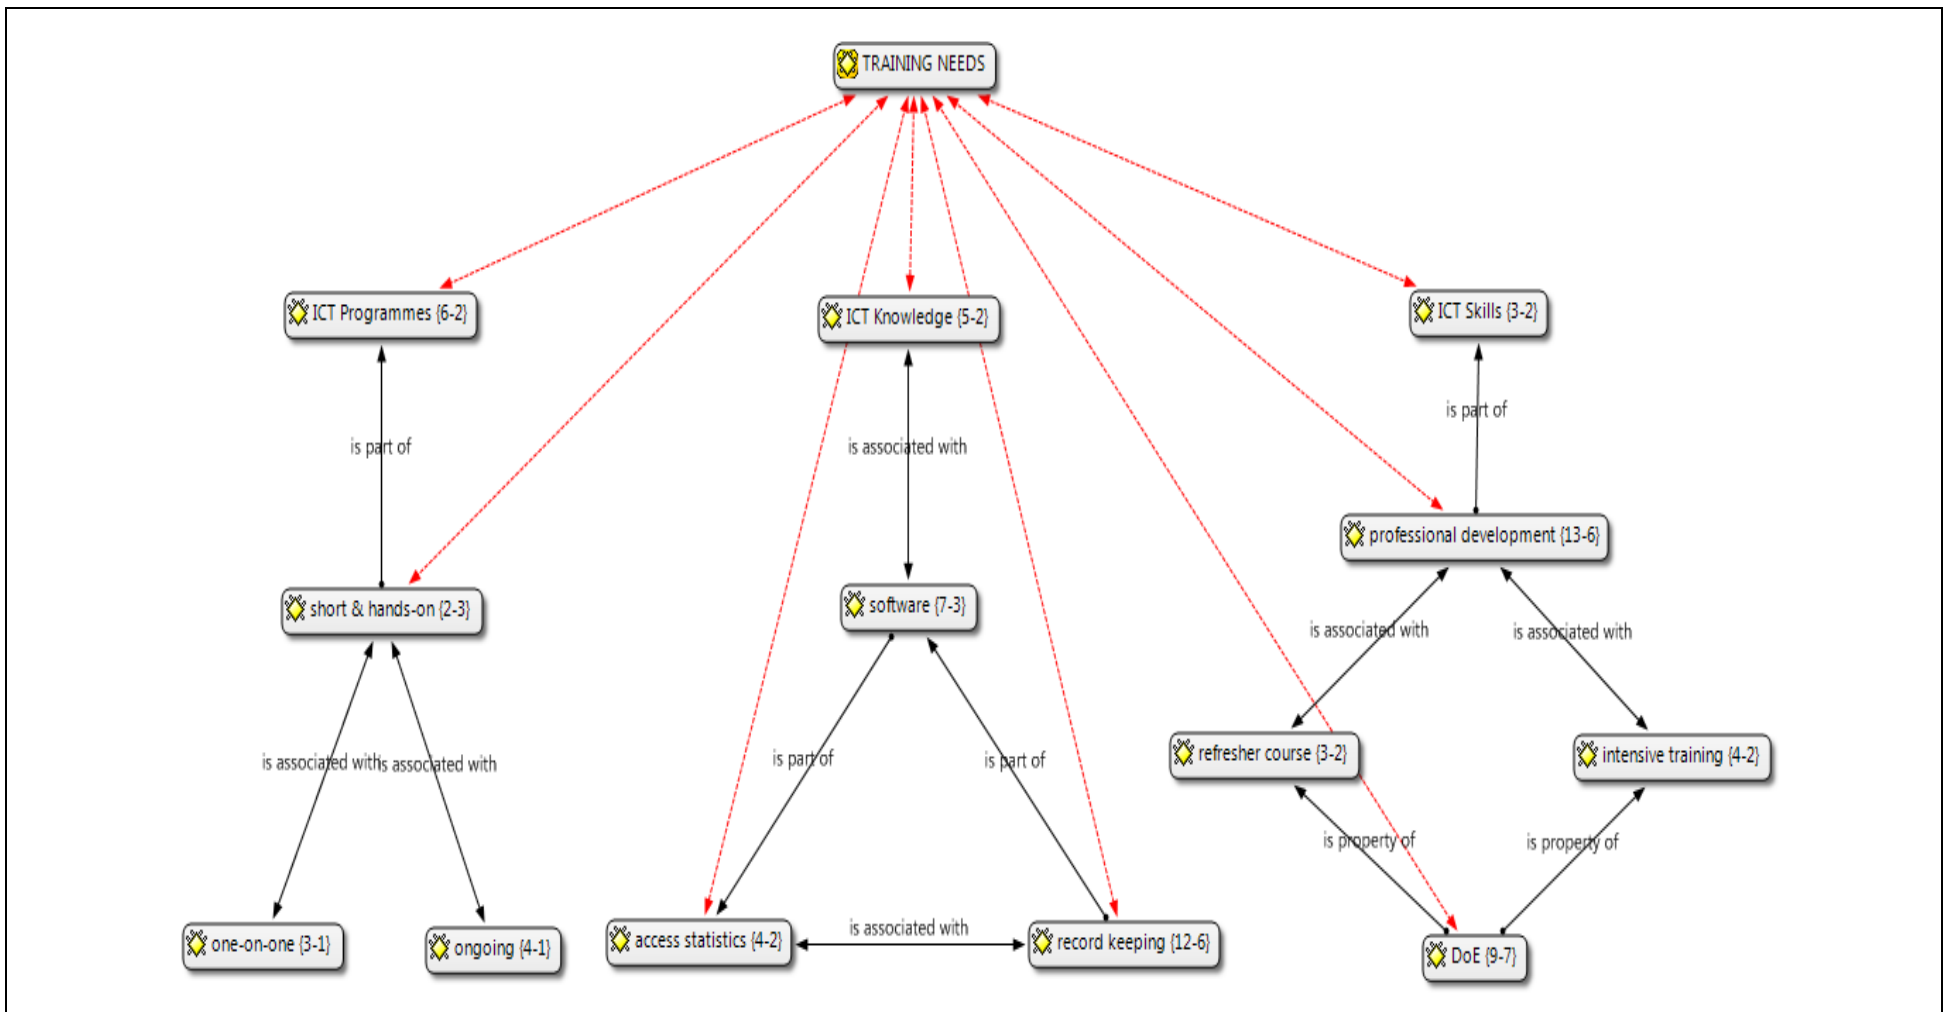 TRAINING NEEDS
ICT Programmes {6-2}
ICT Knowledge {5-2}
ICT Skills {3-2}
is part of
is part of
is associated with
professional development {13-6}
short & hands-on {2-3}
software {7-3}
is associated with
is associated with
refresher course {3-2}
intensive training {4-2}
is associated with
is associated with
is part of
is part of
is property of
is property of
one-on-one {3-1}
ongoing {4-1}
access statistics {4-2}
is associated with
record keeping {12-6}
DoE {9-7}